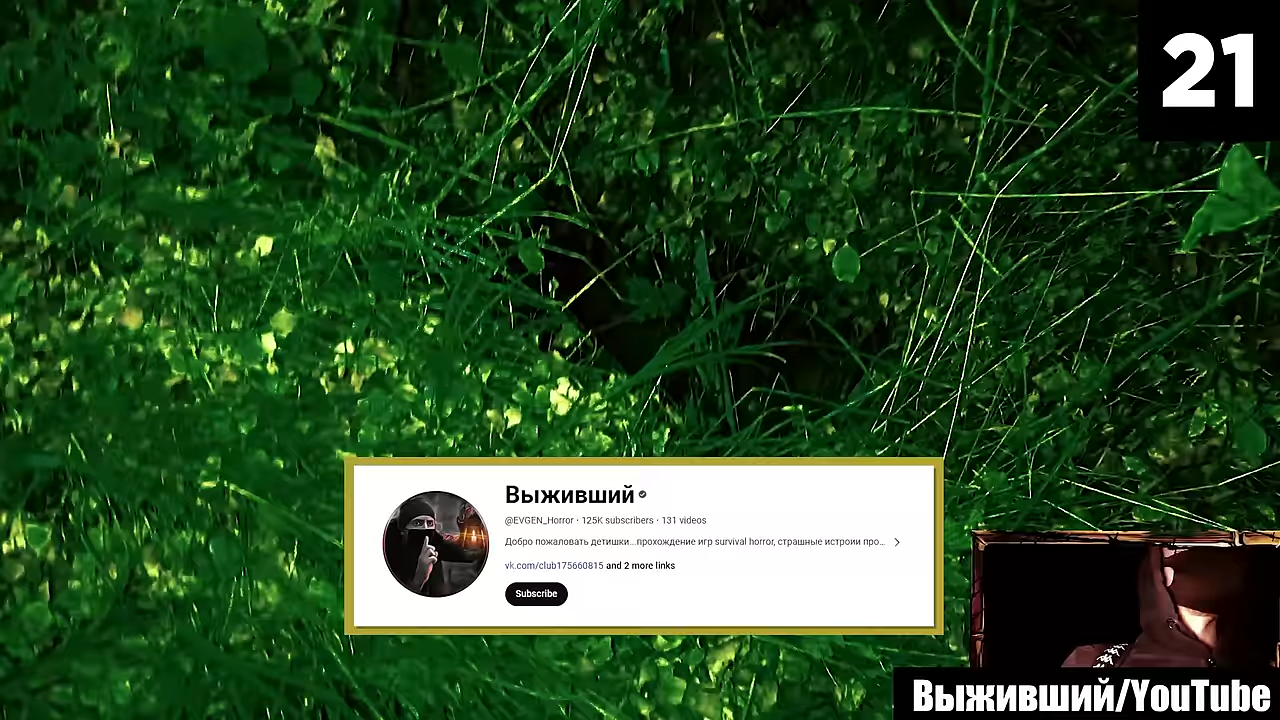 21
Выживший
@EVGEN_Horror · 125K subscribers · 131 videos
Добро пожаловать детишки...прохождение игр survival horror, страшные истроии про...
vk.com/club175660815 and 2 more links
Subscribe
Выживший/YouTube